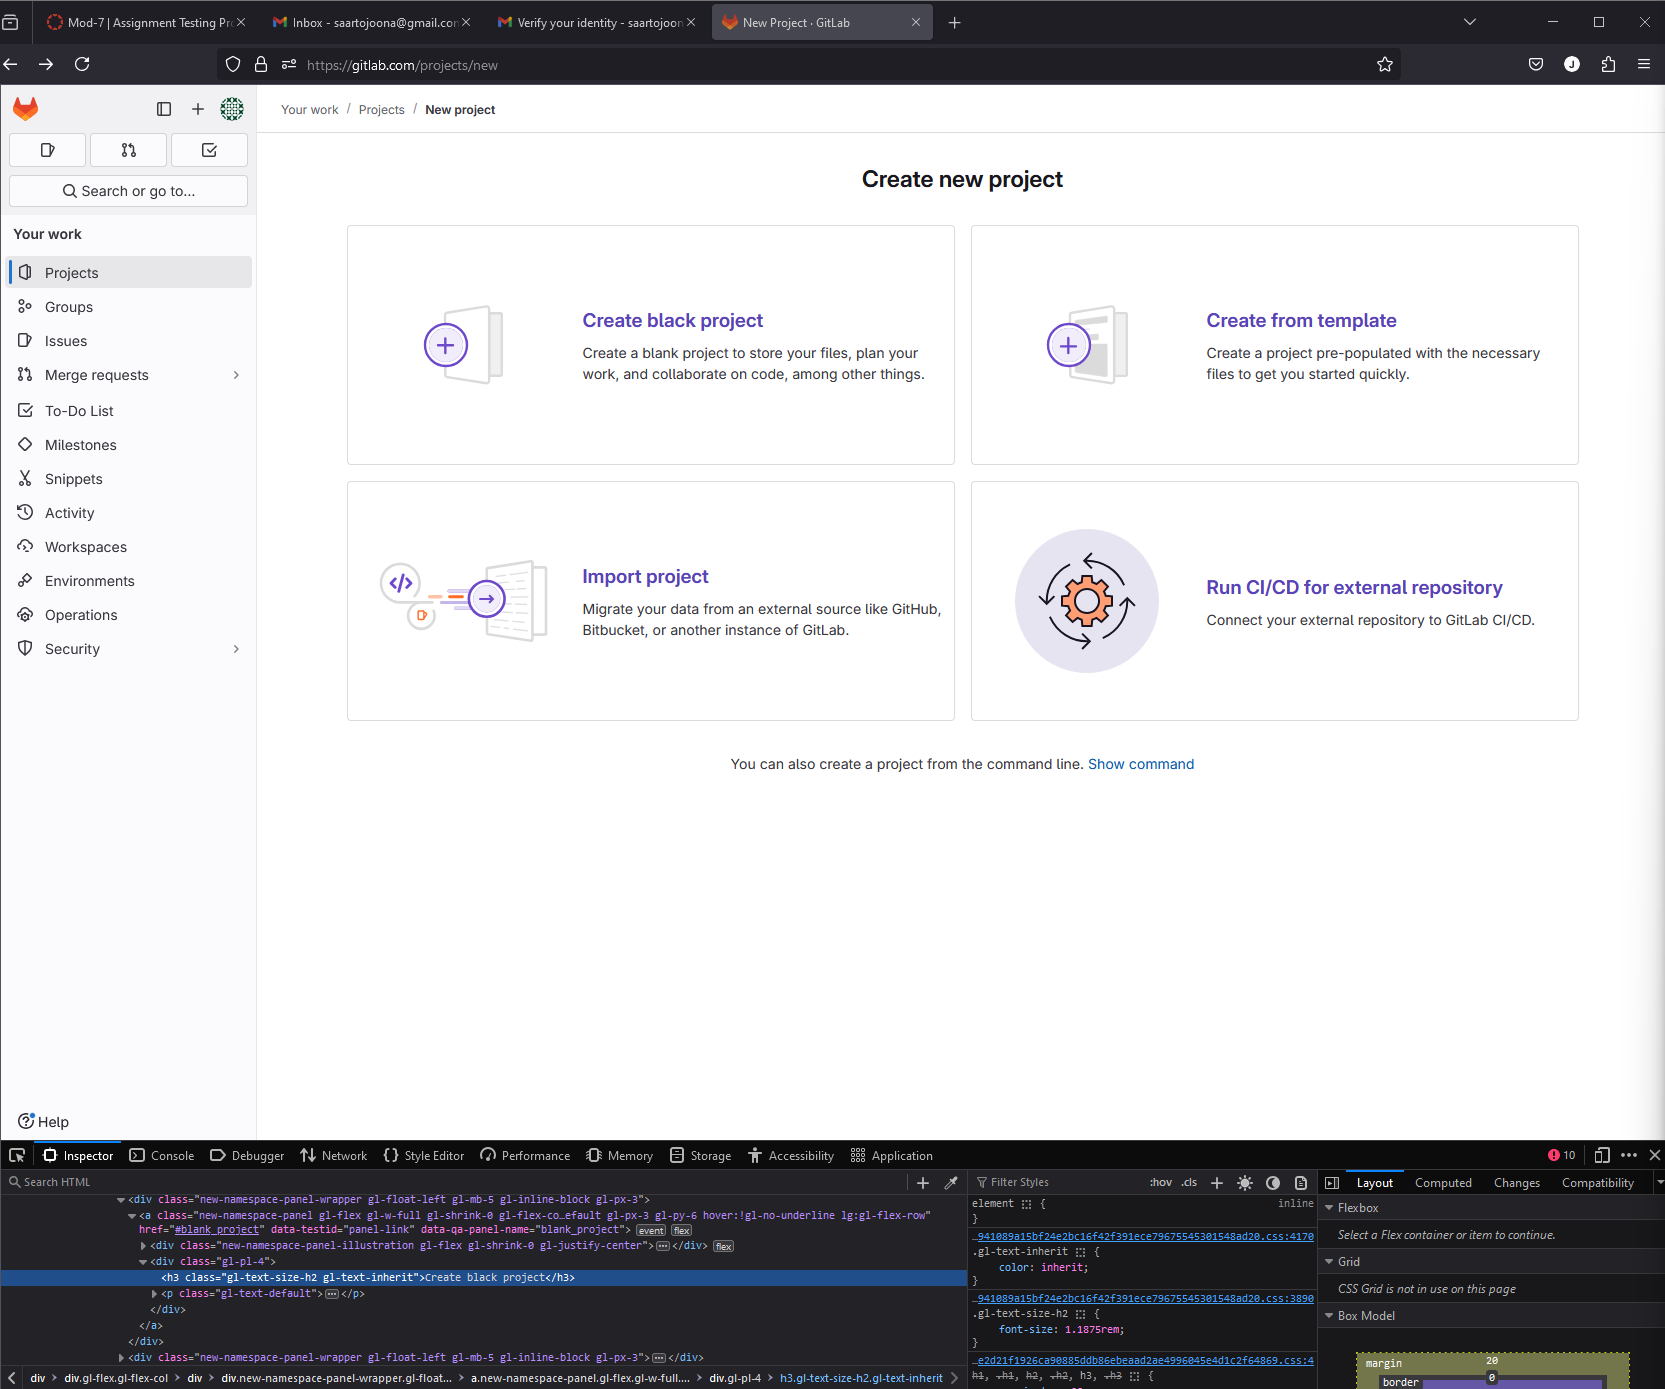 Mod-7 | Assignment Testing Pro
Inbox - saartojoona@gmail.con
Verify your identity - saartojoon
New Project · GitLab
https://gitlab.com/projects/new
J
Your work / Projects / New project
Search or go to...
Your work
Projects
Groups
Issues
Merge requests
To-Do List
Milestones
Snippets
Activity
Workspaces
Environments
Operations
Security
Help
Create new project
Create black project
Create a blank project to store your files, plan your
work, and collaborate on code, among other things.
Create from template
Create a project pre-populated with the necessary
files to get you started quickly.
Import project
Migrate your data from an external source like GitHub,
Bitbucket, or another instance of GitLab.
Run CI/CD for external repository
Connect your external repository to GitLab CI/CD.
You can also create a project from the command line. Show command
Inspector Console Debugger Network Style Editor Performance Memory Storage Accessibility Application 10
Search HTML
<div class="new-namespace-panel-wrapper gl-float-left gl-mb-5 gl-inline-block gl-px-3">
<a class="new-namespace-panel gl-flex gl-w-full gl-shrink-0 gl-flex-co…efault gl-px-3 gl-py-6 hover:!gl-no-underline lg:gl-flex-row"
href="#blank_project" data-testid="panel-link" data-qa-panel-name="blank_project"> event flex
<div class="new-namespace-panel-illustration gl-flex gl-shrink-0 gl-justify-center">…</div> flex
<div class="gl-pl-4">
<h3 class="gl-text-size-h2 gl-text-inherit">Create black project</h3>
<p class="gl-text-default">…</p>
</div>
</a>
</div>
<div class="new-namespace-panel-wrapper gl-float-left gl-mb-5 gl-inline-block gl-px-3">…</div>
div > div.gl-flex.gl-flex-col > div > div.new-namespace-panel-wrapper.gl-float… > a.new-namespace-panel.gl-flex.gl-w-full.… > div.gl-pl-4 > h3.gl-text-size-h2.gl-text-inherit
Filter Styles :hov .cls
element { inline
}
…941089a15bf24e2bc16f42f391ece79675545301548ad20.css:4170
.gl-text-inherit {
color: inherit;
}
…941089a15bf24e2bc16f42f391ece79675545301548ad20.css:3890
.gl-text-size-h2 {
font-size: 1.1875rem;
}
…e2d21f1926ca90885ddb86ebeaad2ae4996045e4d1c2f64869.css:4
h1, .h1, h2, .h2, h3, .h3 {
Layout Computed Changes Compatibility
Flexbox
Select a Flex container or item to continue.
Grid
CSS Grid is not in use on this page
Box Model
margin 20
border 0